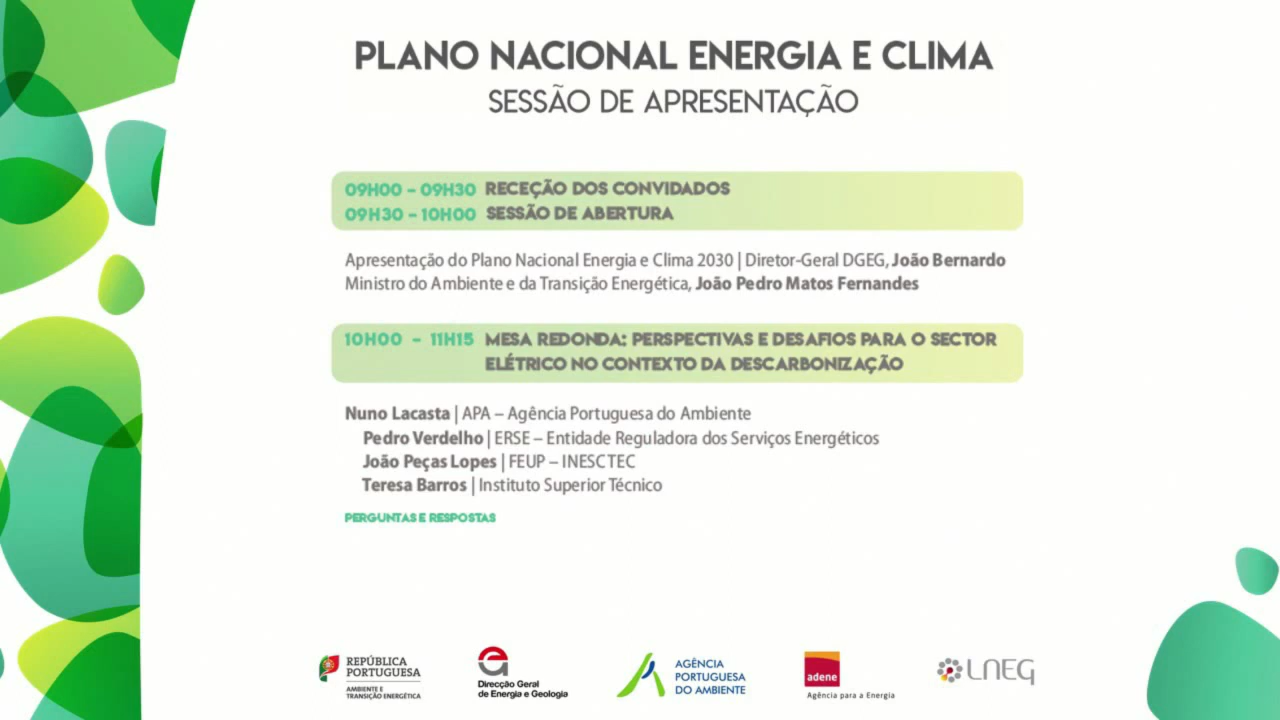 PLANO NACIONAL ENERGIA E CLIMA
SESSÃO DE APRESENTAÇÃO
09H00 - 09H30 RECEÇÃO DOS CONVIDADOS
09H30 - 10H00 SESSÃO DE ABERTURA
Apresentação do Plano Nacional Energia e Clima 2030 | Diretor-Geral DGEG, João Bernardo
Ministro do Ambiente e da Transição Energética, João Pedro Matos Fernandes
10H00 - 11H15 MESA REDONDA: PERSPECTIVAS E DESAFIOS PARA O SECTOR
ELÉTRICO NO CONTEXTO DA DESCARBONIZAÇÃO
Nuno Lacasta | APA – Agência Portuguesa do Ambiente
Pedro Verdelho | ERSE – Entidade Reguladora dos Serviços Energéticos
João Peças Lopes | FEUP – INESC TEC
Teresa Barros | Instituto Superior Técnico
PERGUNTAS E RESPOSTAS
REPÚBLICA
PORTUGUESA
AMBIENTE E
TRANSIÇÃO ENERGÉTICA
Direcção Geral
de Energia e Geologia
AGÊNCIA
PORTUGUESA
DO AMBIENTE
adene
Agência para a Energia
LNEG